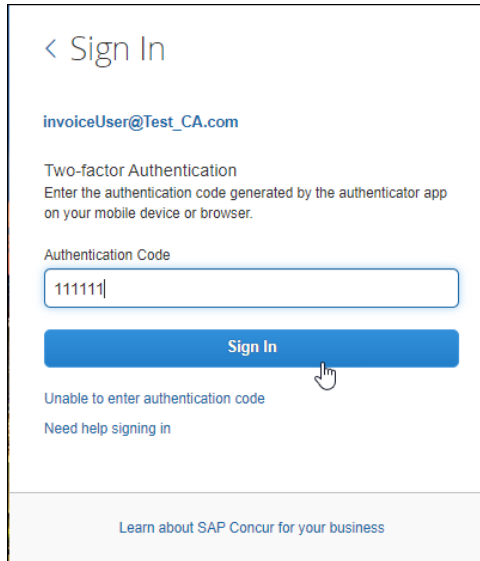 Sign In
invoiceUser@Test_CA.com
Two-factor Authentication
Enter the authentication code generated by the authenticator app
on your mobile device or browser.
Authentication Code
111111
Sign In
Unable to enter authentication code
Need help signing in
Learn about SAP Concur for your business